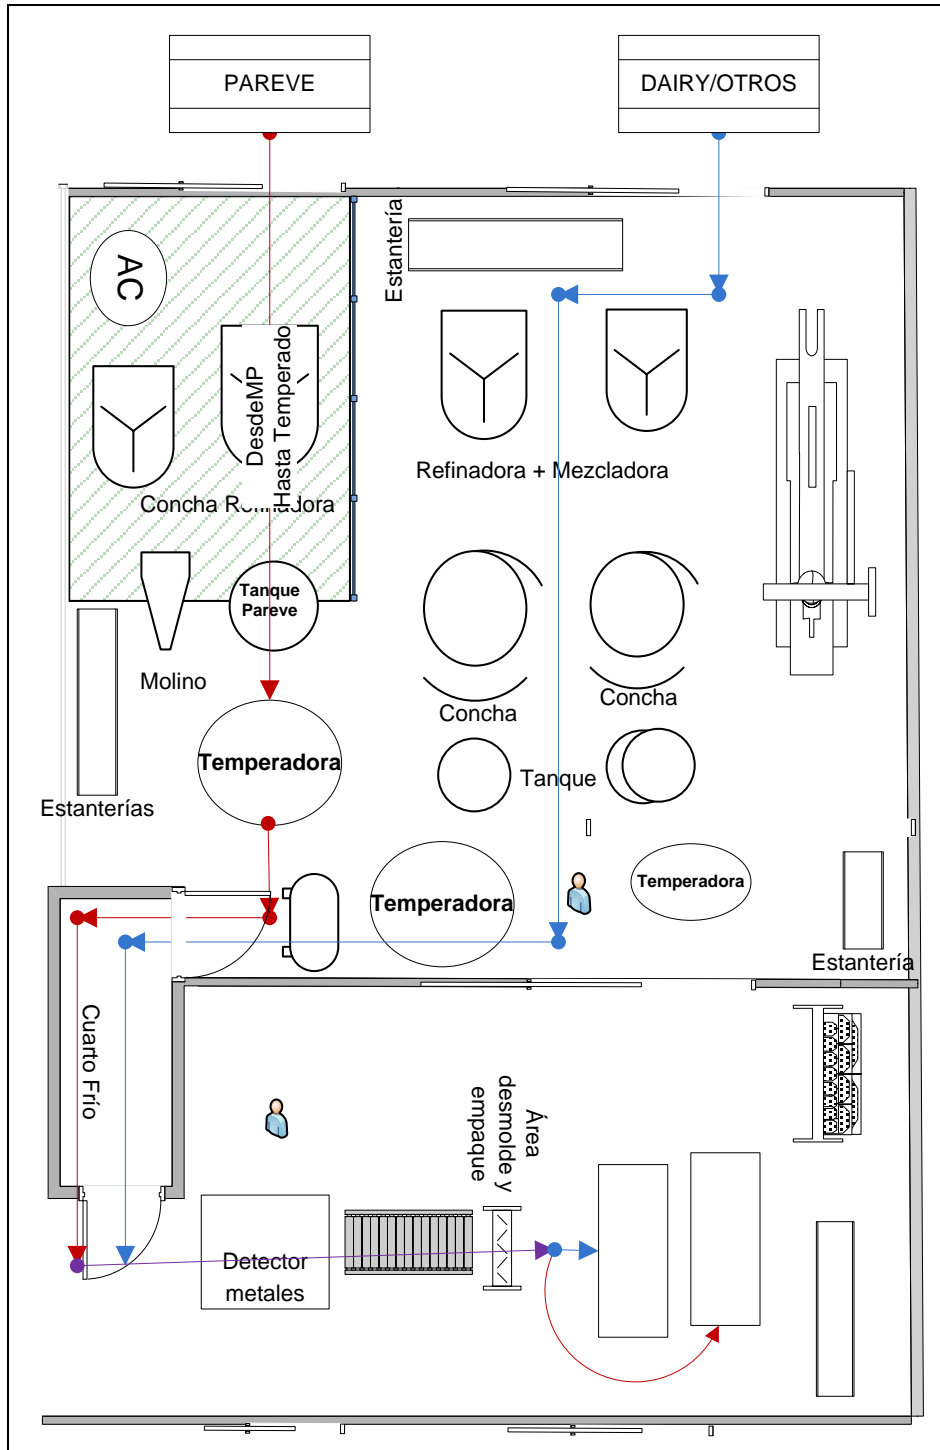 PAREVE
DAIRY/OTROS
Estantería
AC
DesdeMP
Hasta Temperado
Concha Refinadora
Refinadora + Mezcladora
Tanque
Pareve
Molino
Concha
Concha
Temperadora
Tanque
Estanterías
Temperadora
Temperadora
Estantería
Cuarto Frío
Área
desmolde y
empaque
Detector
metales